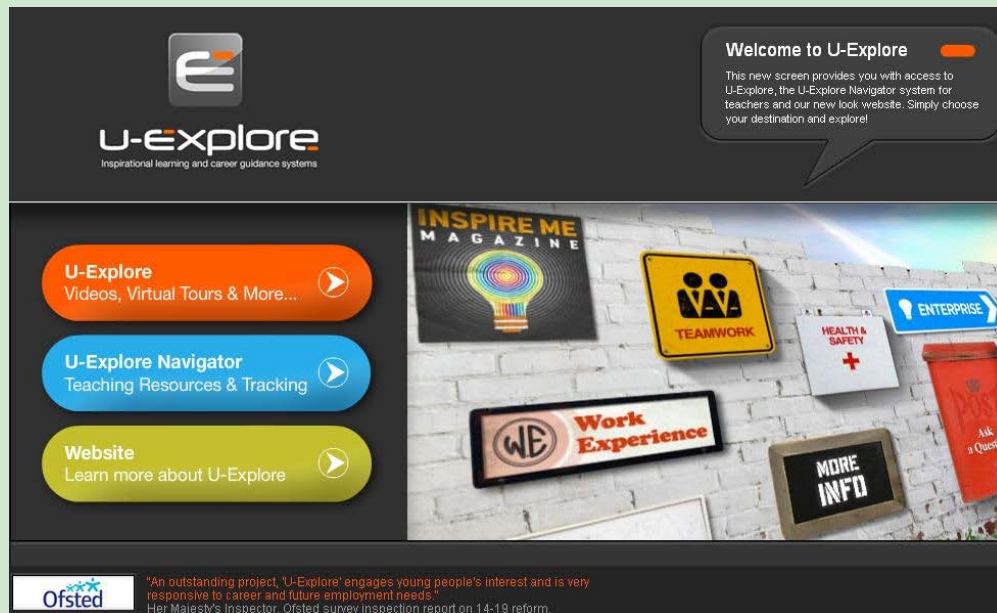 U-Explore
Inspirational learning and career guidance systems
Welcome to U-Explore
This new screen provides you with access to
U-Explore, the U-Explore Navigator system for
teachers and our new look website. Simply choose
your destination and explore!
U-Explore
Videos, Virtual Tours & More...
U-Explore Navigator
Teaching Resources & Tracking
Website
Learn more about U-Explore
INSPIRE ME
MAGAZINE
TEAMWORK
HEALTH &
SAFETY
ENTERPRISE
WE
Work
Experience
MORE
INFO
POST
Ask
a Quest
Ofsted
"An outstanding project, 'U-Explore' engages young people's interest and is very
responsive to career and future employment needs."
Her Majesty's Inspector, Ofsted survey inspection report on 14-19 reform.